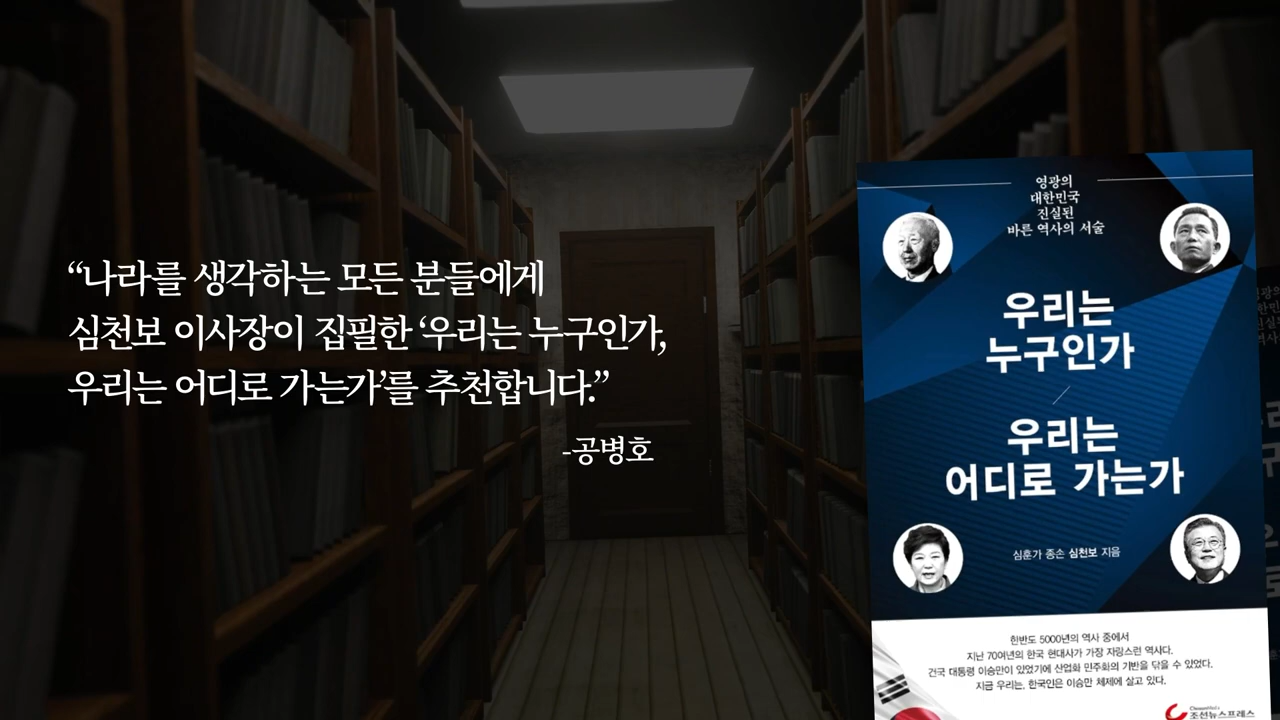 “나라를 생각하는 모든 분들에게
심천보 이사장이 집필한 ‘우리는 누구인가,
우리는 어디로 가는가’를 추천합니다.”
-공병호
영광의
대한민국
진실된
바른 역사의 서술
우리는
누구인가
우리는
어디로 가는가
심훈가 종손 심천보 지음
한반도 5000년의 역사 중에서
지난 70여년의 한국 현대사가 가장 자랑스런 역사다.
건국 대통령 이승만이 있었기에 산업화 민주화의 기반을 닦을 수 있었다.
지금 우리는, 한국인은 이승만 체제에 살고 있다.
조선뉴스프레스